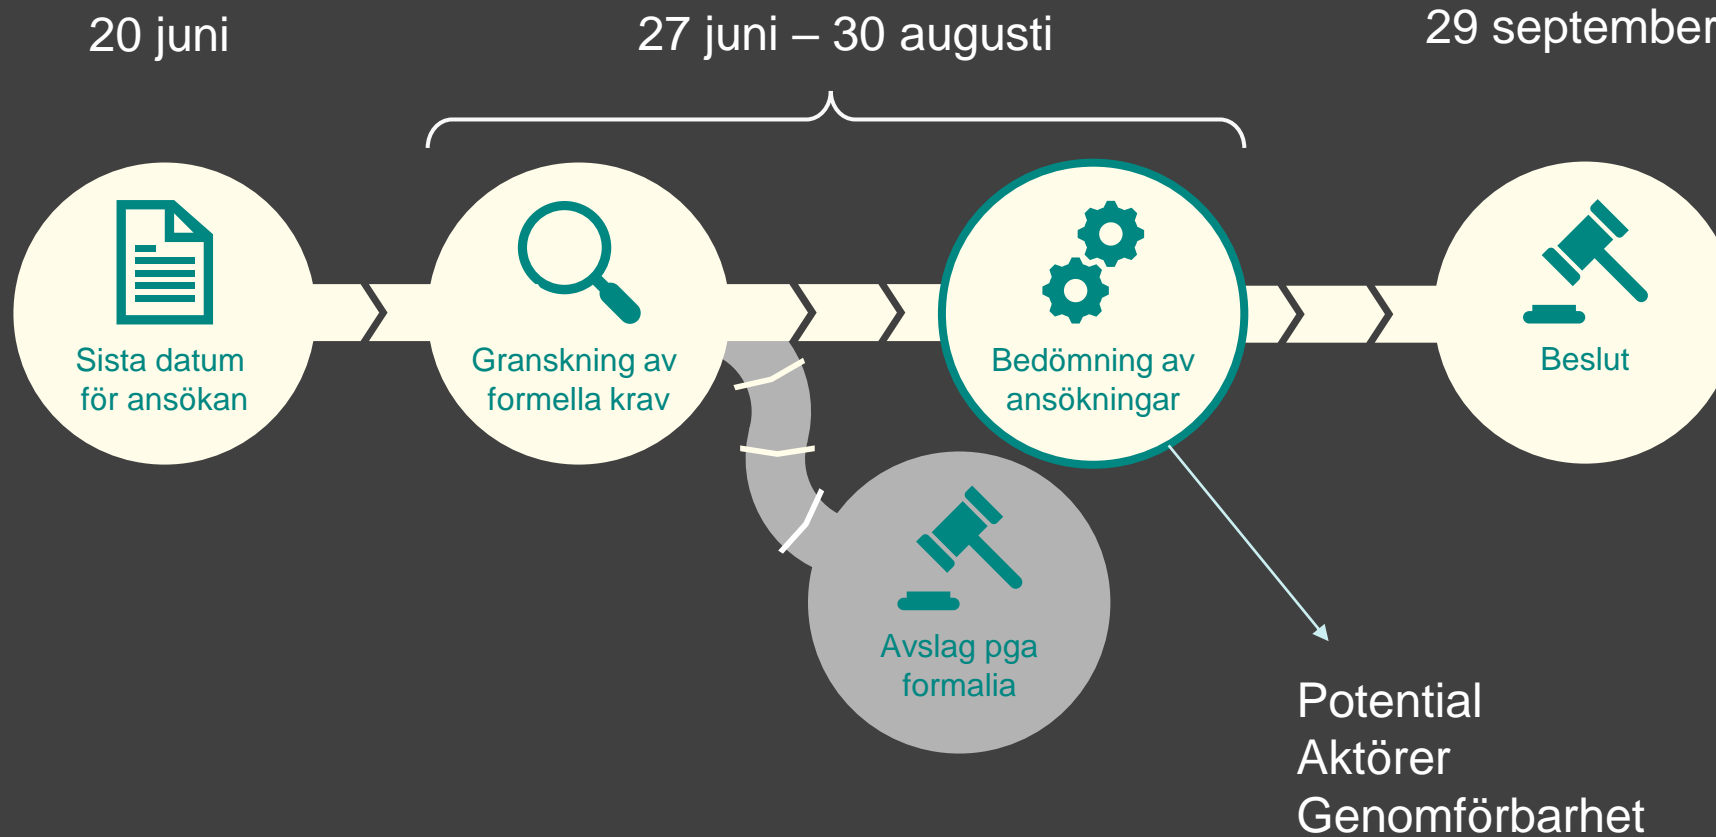 20 juni
27 juni – 30 augusti
29 september
Sista datum
för ansökan
Granskning av
formella krav
Bedömning av
ansökningar
Beslut
Avslag pga
formalia
Potential
Aktörer
Genomförbarhet